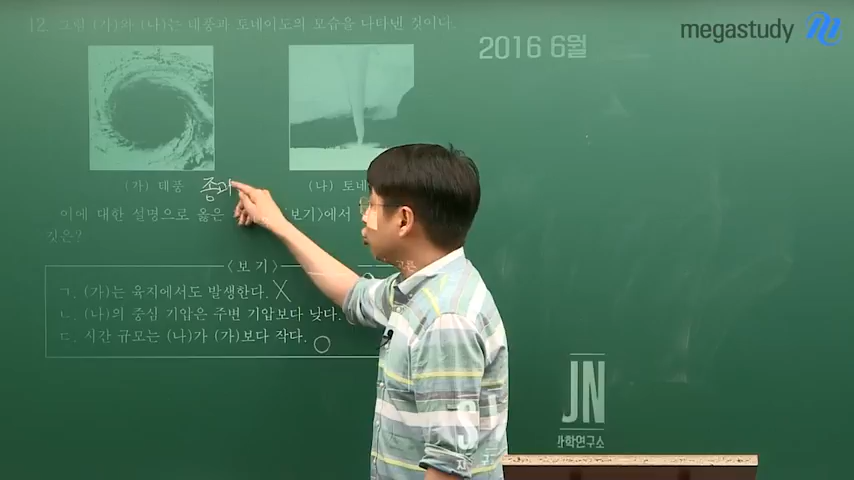 12. 그림 (가)와 (나)는 태풍과 토네이도의 모습을 나타낸 것이다.
2016 6월
megastudy
(가) 태풍
종과
(나) 토네
이에 대한 설명으로 옳은
〈보기〉에서
것은?
〈보 기〉
ㄱ. (가)는 육지에서도 발생한다. X
ㄴ. (나)의 중심 기압은 주변 기압보다 낮다.
ㄷ. 시간 규모는 (나)가 (가)보다 작다. O
JN
과학연구소